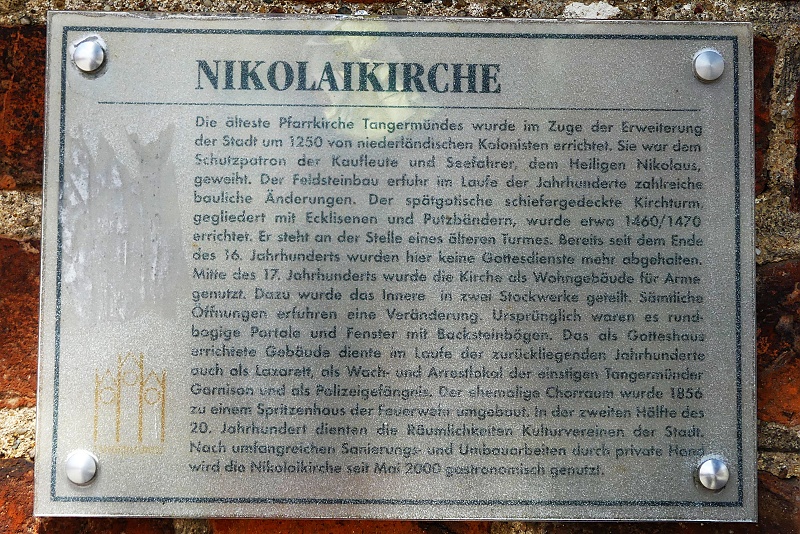 NIKOLAIKIRCHE
Die älteste Pfarrkirche Tangermündes wurde im Zuge der Erweiterung
der Stadt um 1250 von niederländischen Kolonisten errichtet. Sie war dem
Schutzpatron der Kaufleute und Seefahrer, dem Heiligen Nikolaus,
geweiht. Der Feldsteinbau erfuhr im Laufe der Jahrhunderte zahlreiche
bauliche Änderungen. Der spätgotische schiefergedeckte Kirchturm,
gegliedert mit Ecklisenen und Putzbändern, wurde etwa 1460/1470
errichtet. Er steht an der Stelle eines älteren Turmes. Bereits seit dem Ende
des 16. Jahrhunderts wurden hier keine Gottesdienste mehr abgehalten.
Mitte des 17. Jahrhunderts wurde die Kirche als Wohngebäude für Arme
genutzt. Dazu wurde das Innere in zwei Stockwerke geteilt. Sämtliche
Öffnungen erfuhren eine Veränderung. Ursprünglich waren es rund-
bogige Portale und Fenster mit Backsteinbögen. Das als Gotteshaus
errichtete Gebäude diente im Laufe der zurückliegenden Jahrhunderte
auch als Lazarett, als Wach- und Arrestlokal der einstigen Tangermünder
Garnison und als Polizeigefängnis. Der ehemalige Chorraum wurde 1856
zu einem Spritzenhaus der Feuerwehr umgebaut. In der zweiten Hälfte des
20. Jahrhundert dienten die Räumlichkeiten Kulturvereinen der Stadt.
Nach umfangreichen Sanierungs- und Umbauarbeiten durch private Hand
wird die Nikolaikirche seit Mai 2000 gastronomisch genutzt.